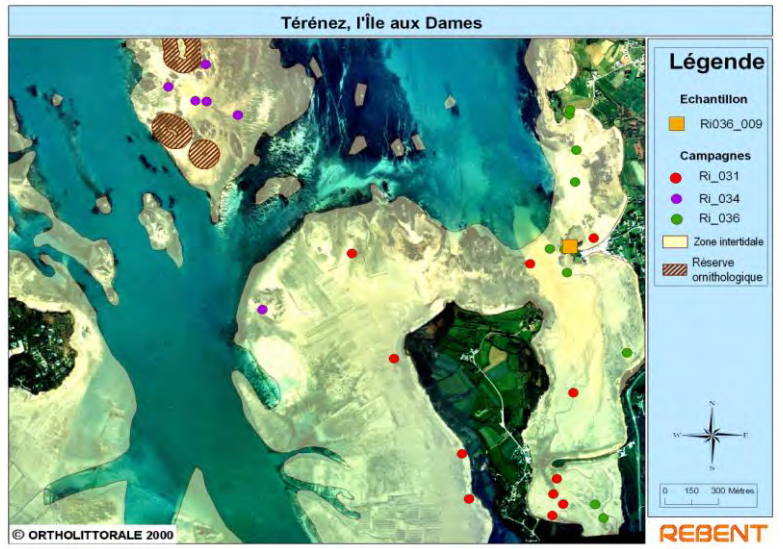 Térénez, l'Île aux Dames
Légende
Echantillon
Ri036_009
Campagnes
Ri_031
Ri_034
Ri_036
Zone intertidale
Réserve
ornithologique
N
W E
S
0 150 300 Mètres
© ORTHOLITTORALE 2000
REBENT